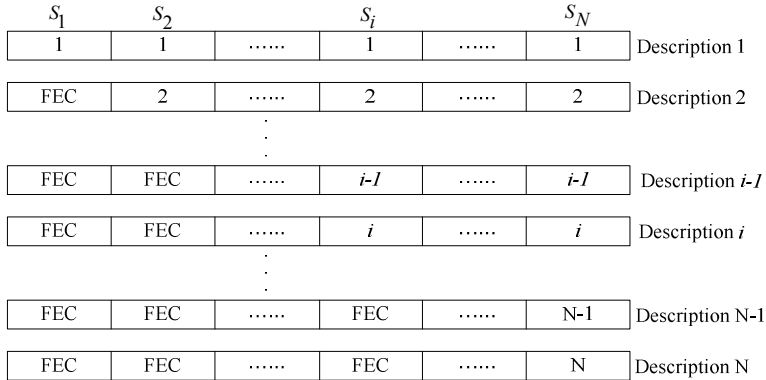 S1 S2 Si SN
1 1 ...... 1 ...... 1 Description 1
FEC 2 ...... 2 ...... 2 Description 2
FEC FEC ...... i-1 ...... i-1 Description i-1
FEC FEC ...... i ...... i Description i
FEC FEC ...... FEC ...... N-1 Description N-1
FEC FEC ...... FEC ...... N Description N